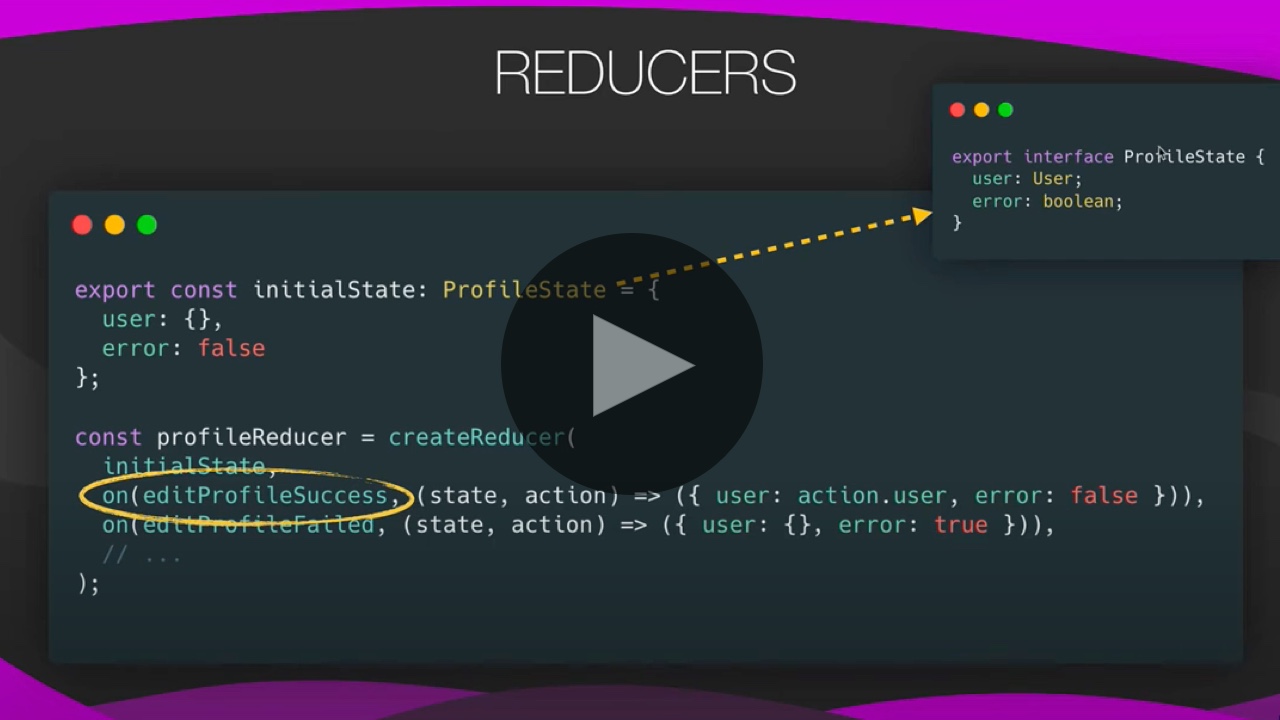 REDUCERS
export interface ProfileState {
  user: User;
  error: boolean;
}
export const initialState: ProfileState = {
  user: {},
  error: false
};
const profileReducer = createReducer(
  initialState,
  on(editProfileSuccess, (state, action) => ({ user: action.user, error: false })),
  on(editProfileFailed, (state, action) => ({ user: {}, error: true })),
  // ...
);